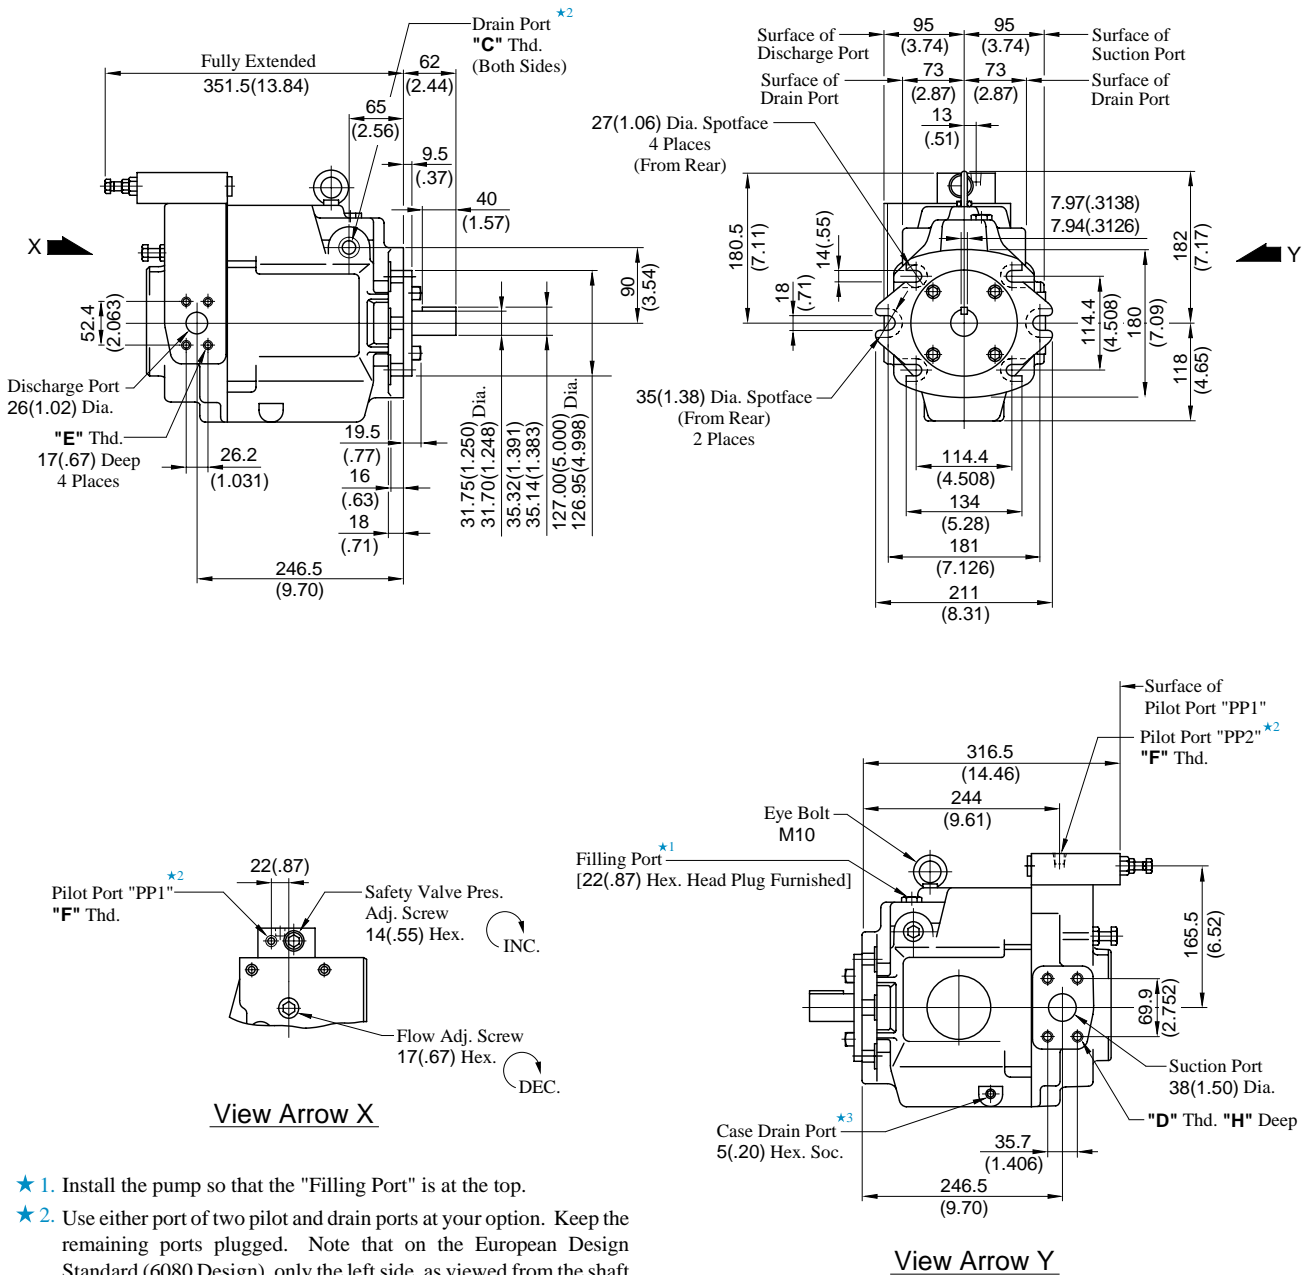 Drain Port ★2
"C" Thd.
(Both Sides)
Fully Extended
351.5(13.84)
62
(2.44)
65
(2.56)
9.5
(.37)
40
(1.57)
X
52.4
(2.063)
90
(3.54)
Discharge Port
26(1.02) Dia.
"E" Thd.
17(.67) Deep
4 Places
26.2
(1.031)
19.5
(.77)
16
(.63)
18
(.71)
246.5
(9.70)
31.75(1.250) Dia.
31.70(1.248)
35.32(1.391)
35.14(1.383)
127.00(5.000) Dia.
126.95(4.998)
95
(3.74)
95
(3.74)
Surface of
Discharge Port
Surface of
Suction Port
73
(2.87)
73
(2.87)
Surface of
Drain Port
Surface of
Drain Port
13
(.51)
27(1.06) Dia. Spotface
4 Places
(From Rear)
7.97(.3138)
7.94(.3126)
180.5
(7.11)
14(.55)
18
(.71)
182
(7.17)
Y
114.4
(4.508)
180
(7.09)
118
(4.65)
35(1.38) Dia. Spotface
(From Rear)
2 Places
114.4
(4.508)
134
(5.28)
181
(7.126)
211
(8.31)
22(.87)
Pilot Port "PP1" ★2
"F" Thd.
Safety Valve Pres.
Adj. Screw
14(.55) Hex.
INC.
Flow Adj. Screw
17(.67) Hex.
DEC.
View Arrow X
Surface of
Pilot Port "PP1"
Pilot Port "PP2" ★2
"F" Thd.
316.5
(14.46)
244
(9.61)
Eye Bolt
M10
Filling Port ★1
[22(.87) Hex. Head Plug Furnished]
165.5
(6.52)
69.9
(2.752)
Suction Port
38(1.50) Dia.
"D" Thd. "H" Deep
Case Drain Port ★3
5(.20) Hex. Soc.
35.7
(1.406)
246.5
(9.70)
View Arrow Y
★ 1. Install the pump so that the "Filling Port" is at the top.
★ 2. Use either port of two pilot and drain ports at your option. Keep the
remaining ports plugged. Note that on the European Design
Standard (6080 Design), only the left side, as viewed from the shaft